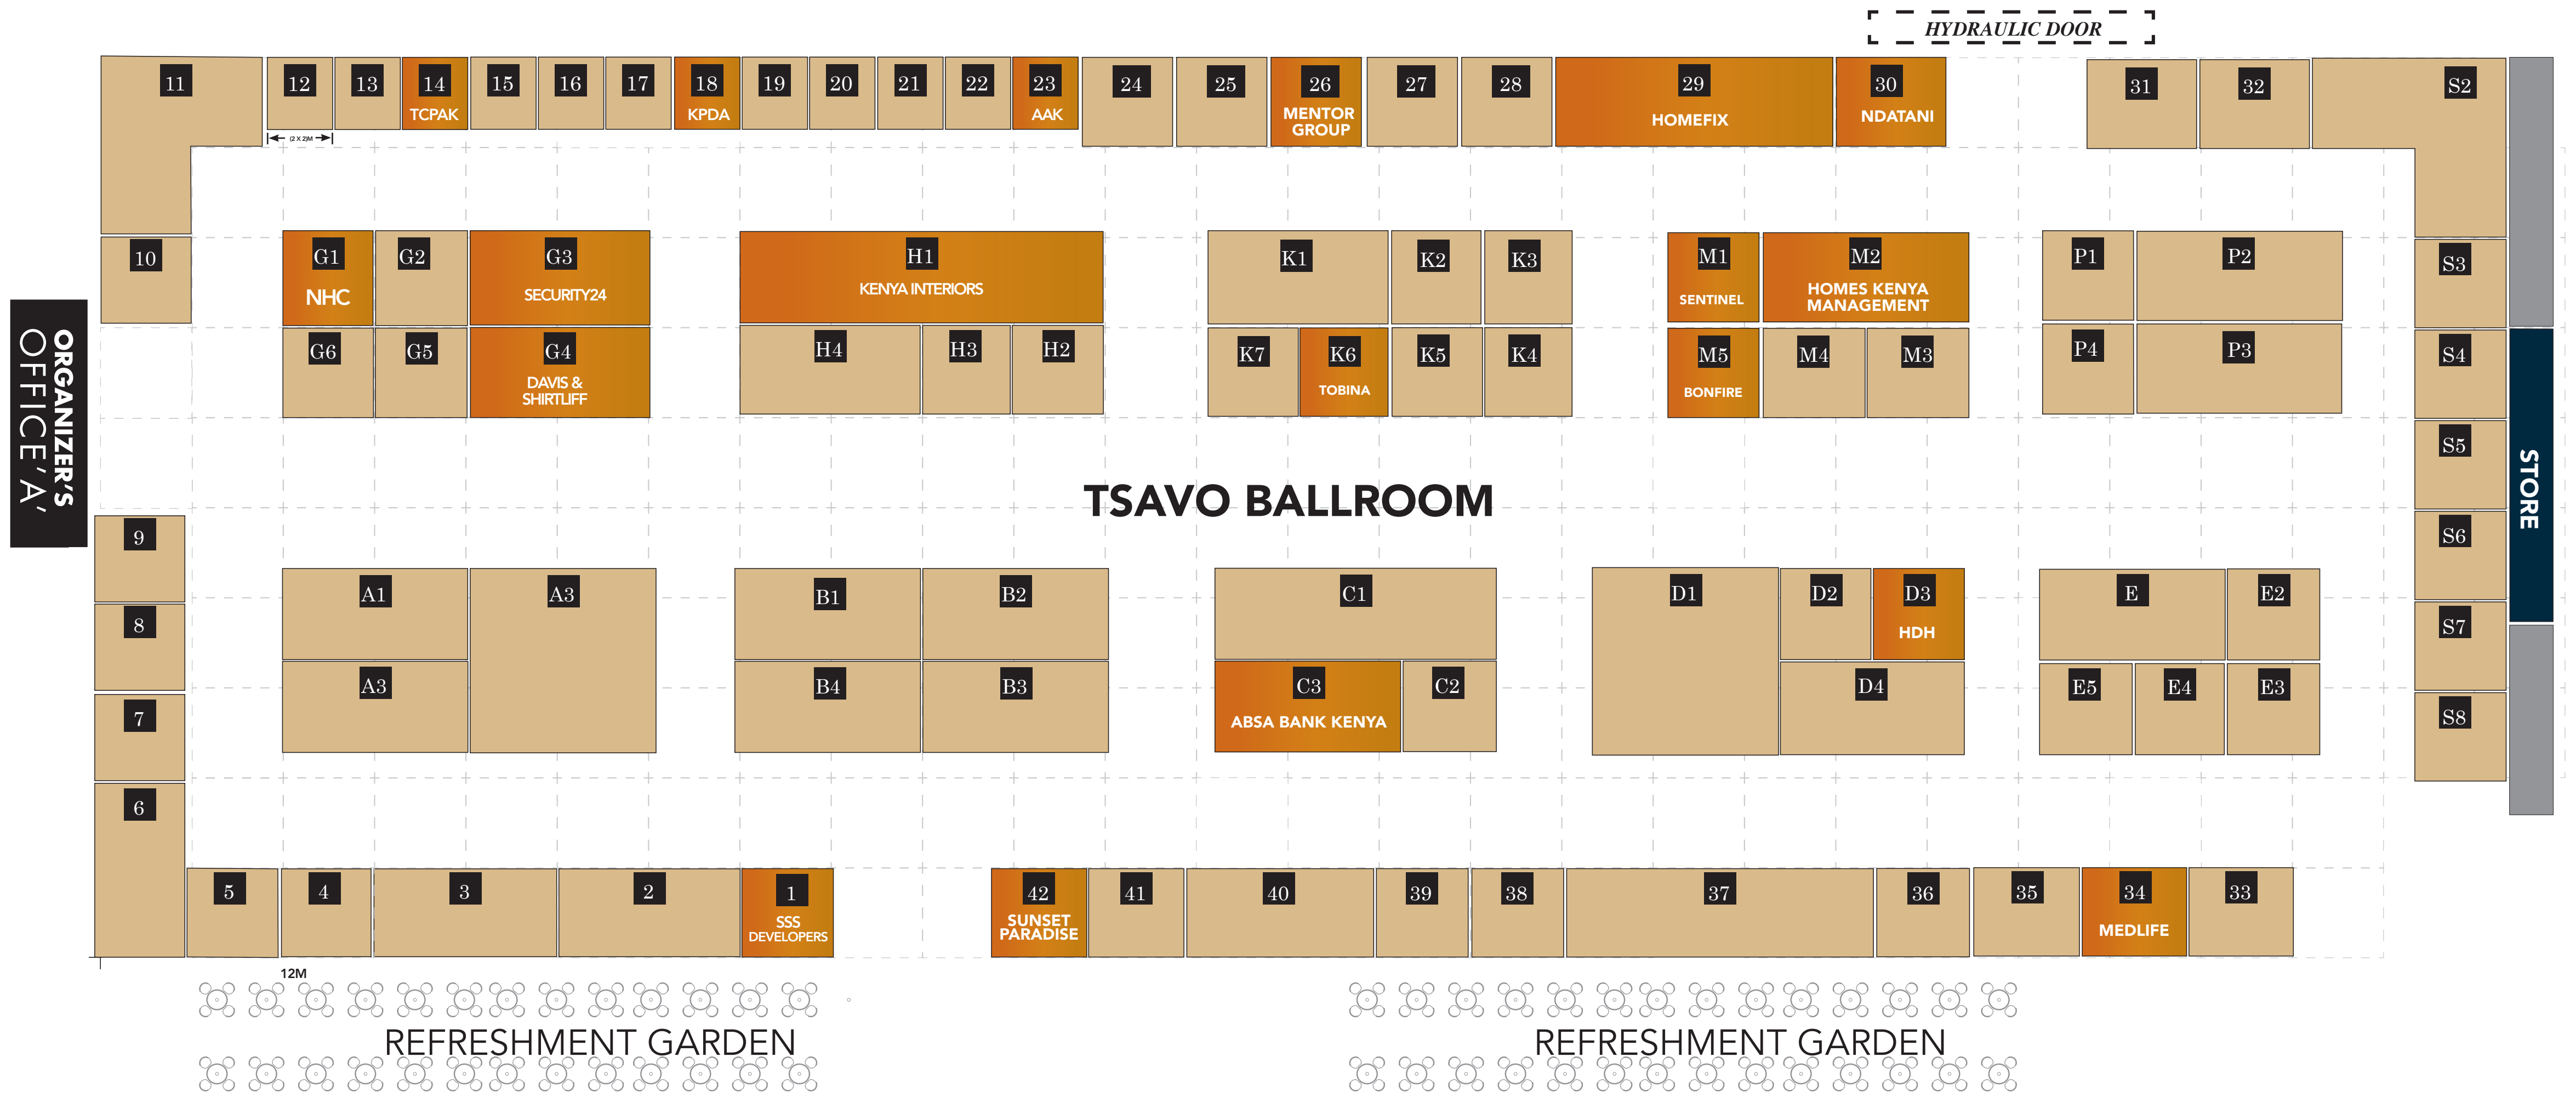 HYDRAULIC DOOR
11
12
13
14
15
16
17
18
19
20
21
22
23
24
25
26
27
28
29
30
31
32
S2
TCPAK
KPDA
AAK
MENTOR
GROUP
HOMEFIX
NDATANI
(2 X 2)M
10
G1
NHC
G2
G3
SECURITY24
H1
KENYA INTERIORS
K1
K2
K3
M1
SENTINEL
M2
HOMES KENYA
MANAGEMENT
P1
P2
S3
G6
G5
G4
DAVIS &
SHIRTLIFF
H4
H3
H2
K7
K6
TOBINA
K5
K4
M5
BONFIRE
M4
M3
P4
P3
S4
ORGANIZER'S
OFFICE'A'
TSAVO BALLROOM
S5
STORE
9
S6
A1
A3
B1
B2
C1
D1
D2
D3
HDH
E
E2
8
S7
A3
B4
B3
C3
ABSA BANK KENYA
C2
D4
E5
E4
E3
7
S8
6
5
4
3
2
1
SSS
DEVELOPERS
42
SUNSET
PARADISE
41
40
39
38
37
36
35
34
MEDLIFE
33
12M
REFRESHMENT GARDEN
REFRESHMENT GARDEN